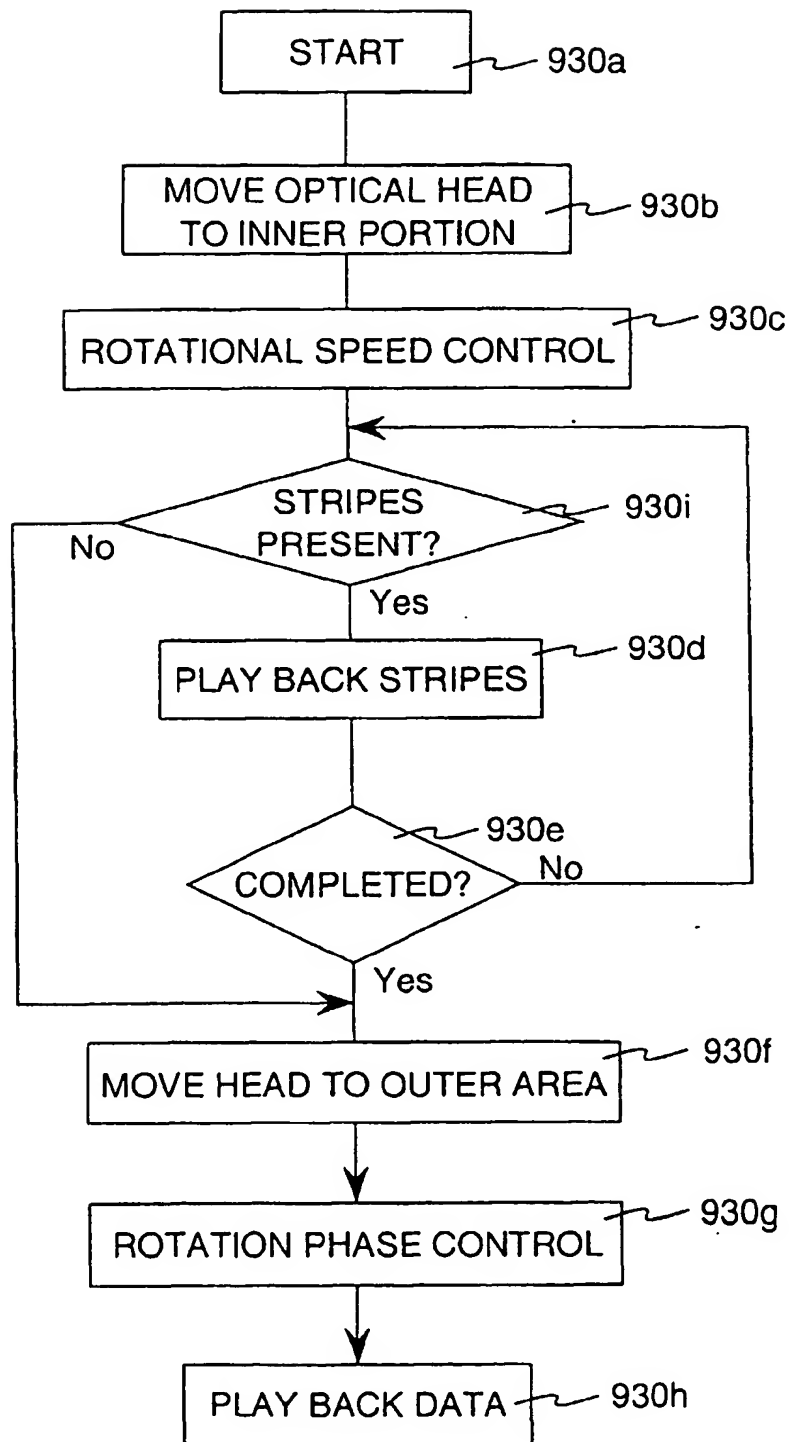 START
930a
MOVE OPTICAL HEAD
TO INNER PORTION
930b
930c
ROTATIONAL SPEED CONTROL
STRIPES
PRESENT?
930i
No
Yes
930d
PLAY BACK STRIPES
930e
COMPLETED?
No
Yes
930f
MOVE HEAD TO OUTER AREA
930g
ROTATION PHASE CONTROL
PLAY BACK DATA
930h